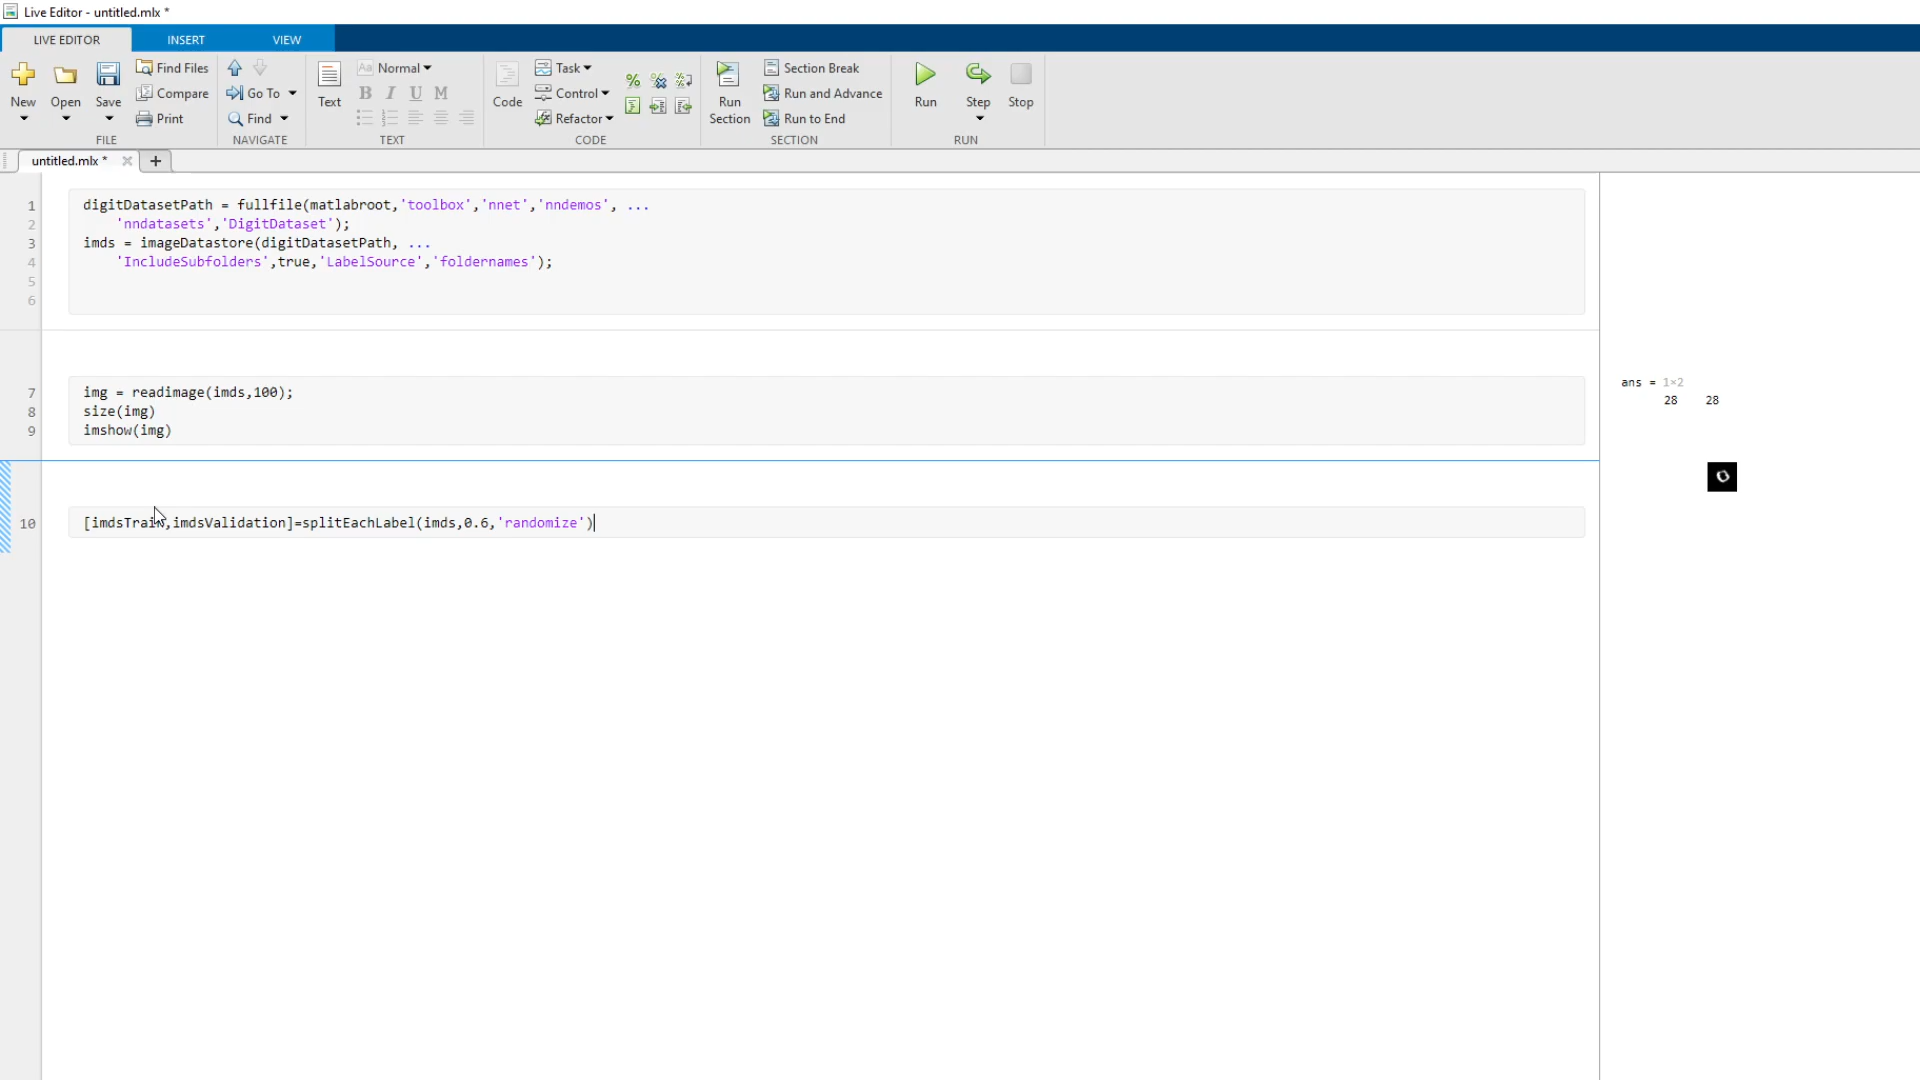 Live Editor - untitled.mlx *
LIVE EDITOR INSERT VIEW
New Open Save Find Files Compare Print
FILE
Go To Find
NAVIGATE
Text Aa Normal B I U M
TEXT
Code Task Control Refactor
CODE
Run Section Section Break Run and Advance Run to End
SECTION
Run Step Stop
RUN
untitled.mlx * +
1 digitDatasetPath = fullfile(matlabroot,'toolbox','nnet','nndemos', ...
2 'nndatasets','DigitDataset');
3 imds = imageDatastore(digitDatasetPath, ...
4 'IncludeSubfolders',true,'LabelSource','foldernames');
5
6
7 img = readimage(imds,100);
8 size(img)
9 imshow(img)
ans = 1×2
28 28
0
10 [imdsTrain,imdsValidation]=splitEachLabel(imds,0.6,'randomize')